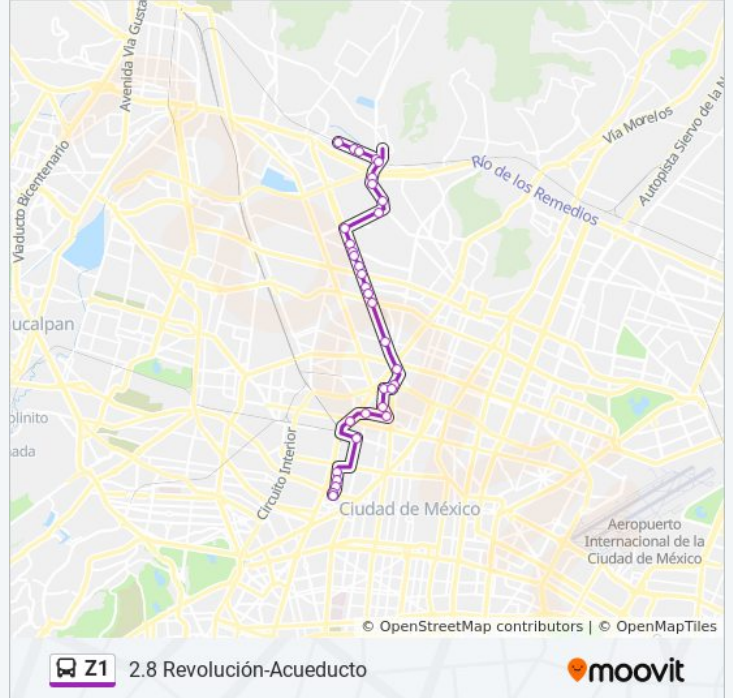 Avenida Vía Gusta
Vía Morelos
Autopista Siervo de la N
Río de los Remedios
Viaducto Bicentenario
ucalpan
olinito
ada
Circuito Interior
Ciudad de México
Aeropuerto
Internacional de la
Ciudad de México
© OpenStreetMap contributors | © OpenMapTiles
Z1 2.8 Revolución-Acueducto
moovit